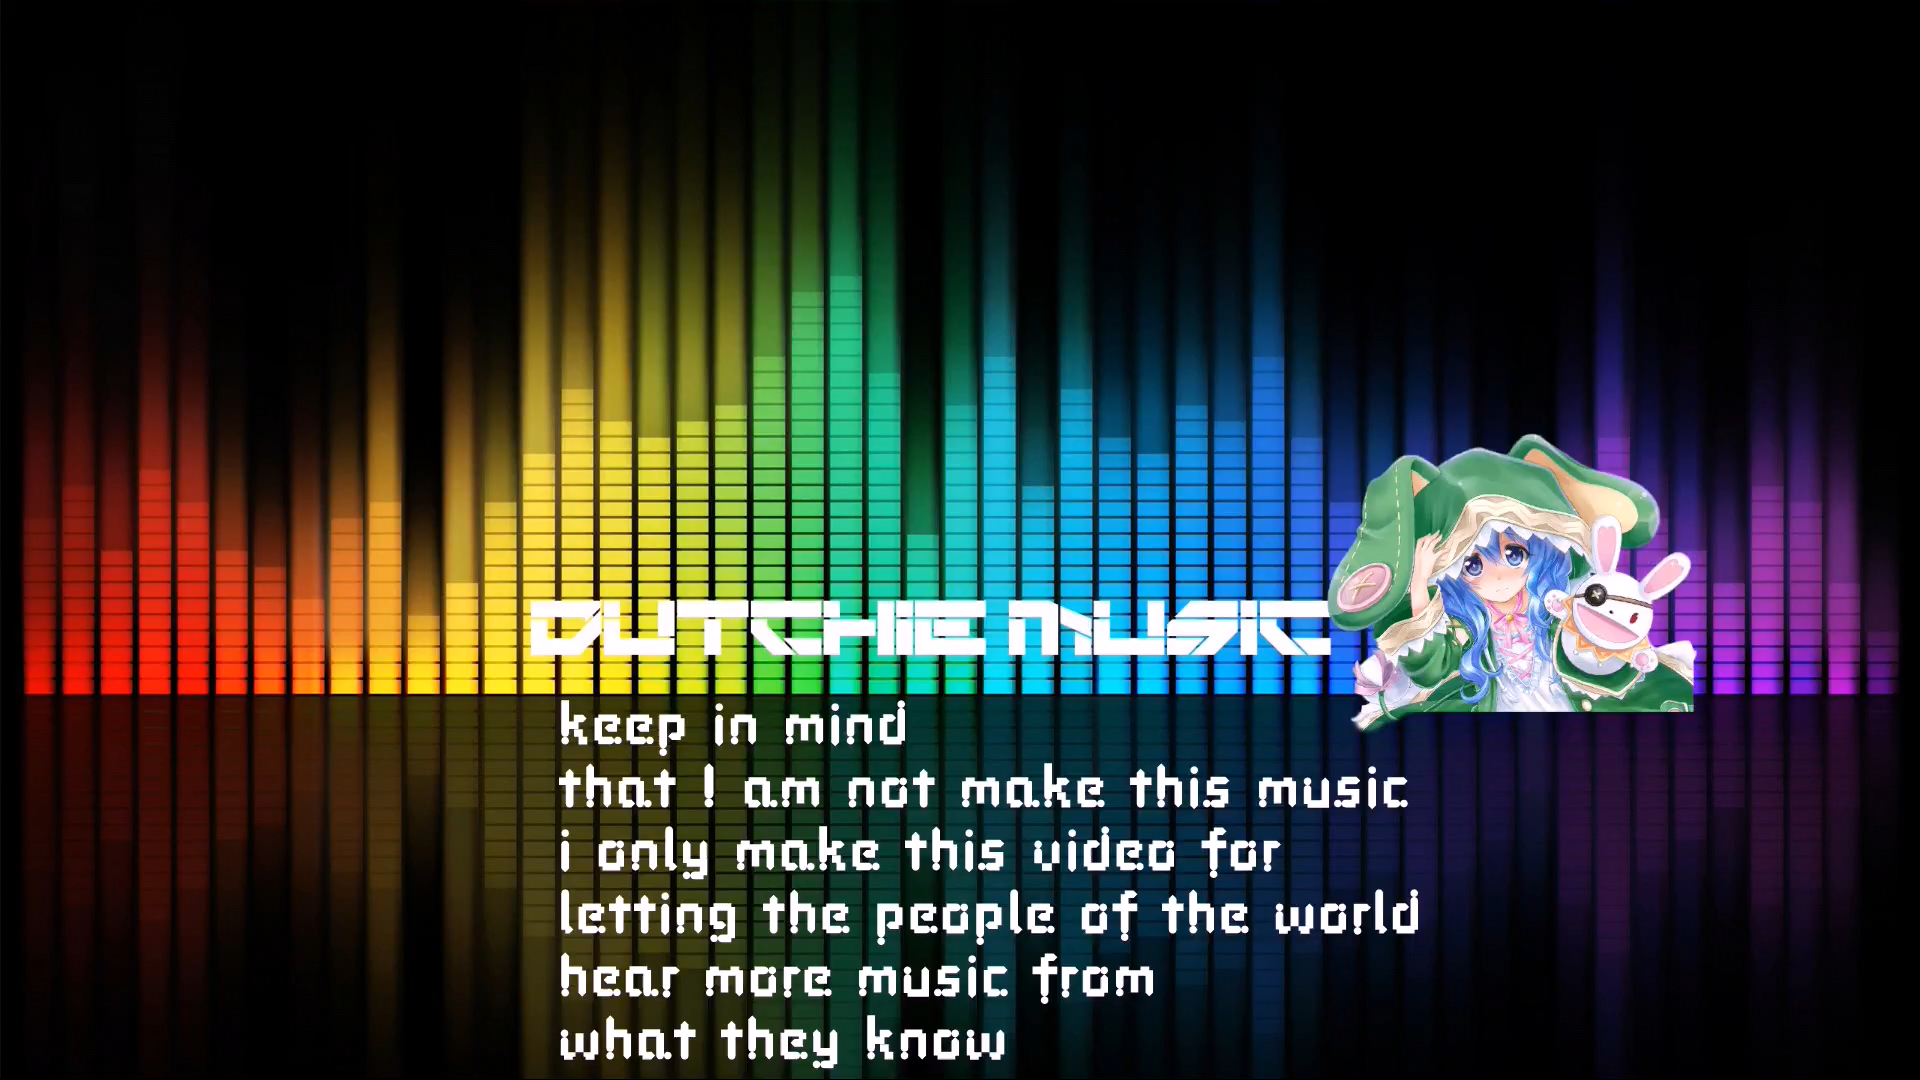 DUTCHIE MUSIC
keep in mind
that I am not make this music
i only make this video for
letting the people of the world
hear more music from
what they know